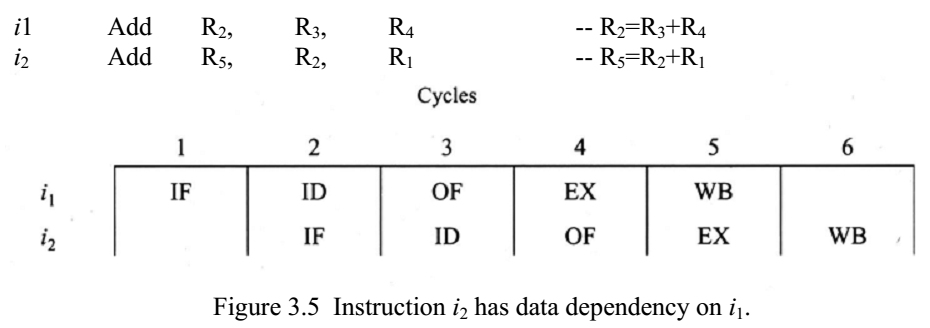 i1 Add R2, R3, R4 -- R2=R3+R4
i2 Add R5, R2, R1 -- R5=R2+R1
Cycles
1 2 3 4 5 6
i1 IF ID OF EX WB
i2 IF ID OF EX WB
Figure 3.5 Instruction i2 has data dependency on i1.